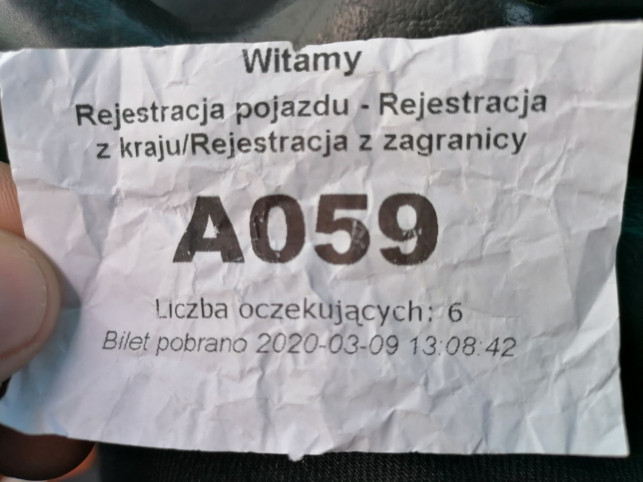 Witamy
Rejestracja pojazdu - Rejestracja
z kraju/Rejestracja z zagranicy
A059
Liczba oczekujących: 6
Bilet pobrano 2020-03-09 13:08:42